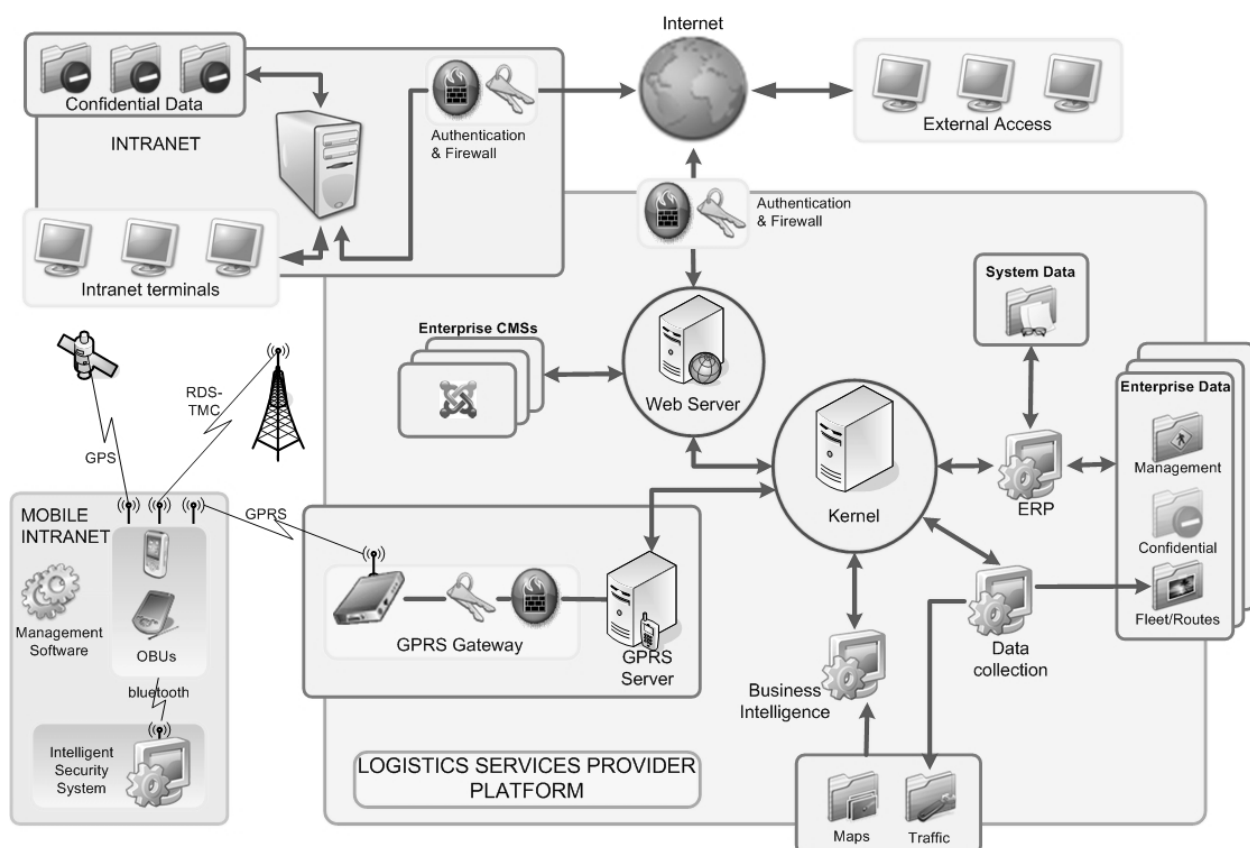 Internet
Confidential Data
INTRANET
Authentication
& Firewall
External Access
Authentication
& Firewall
Intranet terminals
System Data
Enterprise CMSs
Web Server
Enterprise Data
Management
Confidential
Fleet/Routes
RDS-
TMC
GPS
Kernel
ERP
MOBILE
INTRANET
GPRS
Management
Software
OBUs
GPRS Gateway
GPRS
Server
Data
collection
bluetooth
Business
Intelligence
Intelligent
Security
System
LOGISTICS SERVICES PROVIDER
PLATFORM
Maps
Traffic